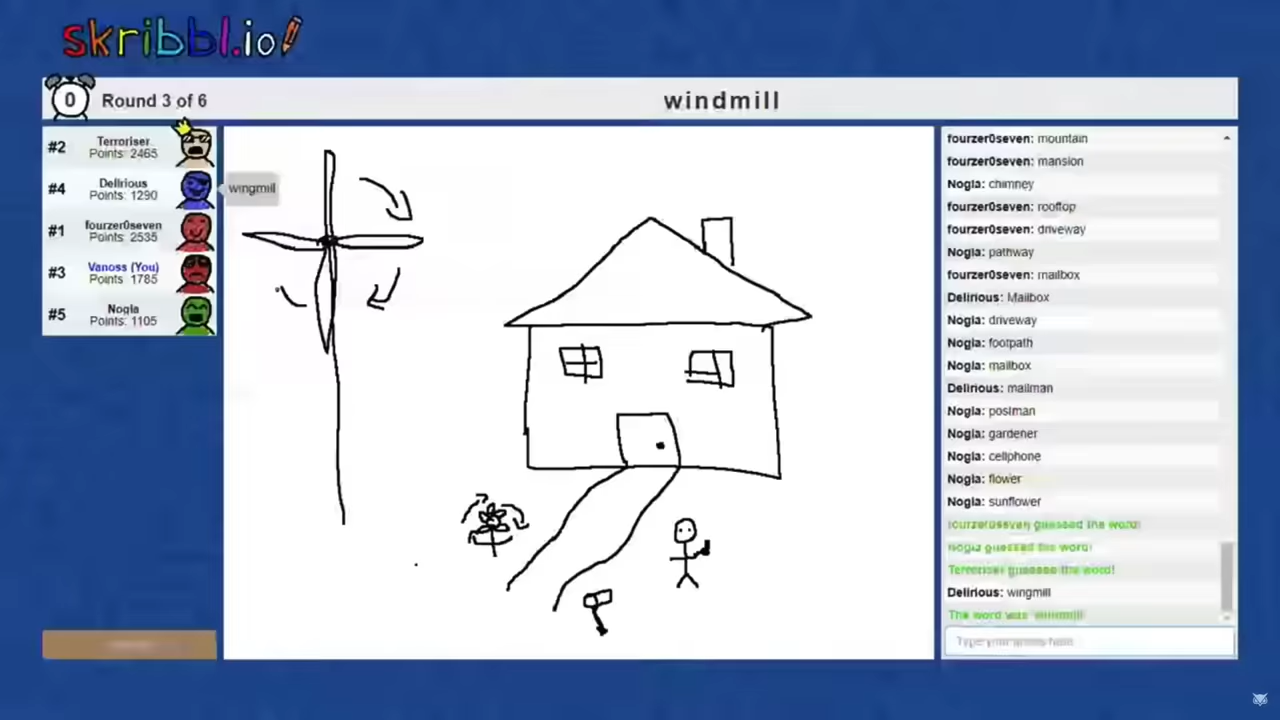 skribbl.io
0
Round 3 of 6
windmill
#2
Terroriser
Points: 2465
#4
Delirious
Points: 1290
wingmill
#1
fourzer0seven
Points: 2535
#3
Vanoss (You)
Points: 1785
#5
Nogla
Points: 1105
fourzer0seven: mountain
fourzer0seven: mansion
Nogla: chimney
fourzer0seven: rooftop
fourzer0seven: driveway
Nogla: pathway
fourzer0seven: mailbox
Delirious: Mailbox
Nogla: driveway
Nogla: footpath
Nogla: mailbox
Delirious: mailman
Nogla: postman
Nogla: gardener
Nogla: cellphone
Nogla: flower
Nogla: sunflower
fourzer0seven guessed the word!
Nogla guessed the word!
Terroriser guessed the word!
Delirious: wingmill
The word was 'windmill'
Type your guess here...